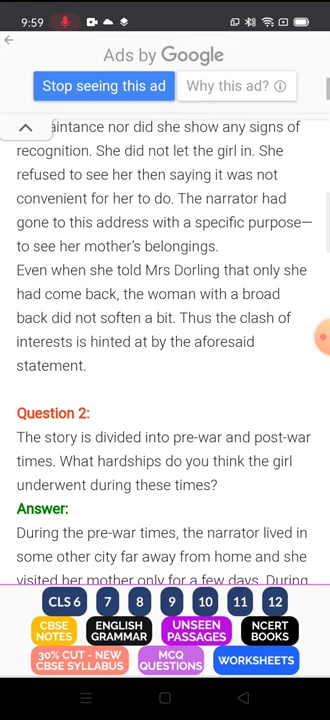 9:59
Ads by Google
Stop seeing this ad
Why this ad?
aintance nor did she show any signs of
recognition. She did not let the girl in. She
refused to see her then saying it was not
convenient for her to do. The narrator had
gone to this address with a specific purpose—
to see her mother's belongings.
Even when she told Mrs Dorling that only she
had come back, the woman with a broad
back did not soften a bit. Thus the clash of
interests is hinted at by the aforesaid
statement.
Question 2:
The story is divided into pre-war and post-war
times. What hardships do you think the girl
underwent during these times?
Answer:
During the pre-war times, the narrator lived in
some other city far away from home and she
visited her mother only for a few days. During
CLS 6 7 8 9 10 11 12
CBSE NOTES
ENGLISH GRAMMAR
UNSEEN PASSAGES
NCERT BOOKS
30% CUT - NEW CBSE SYLLABUS
MCQ QUESTIONS
WORKSHEETS